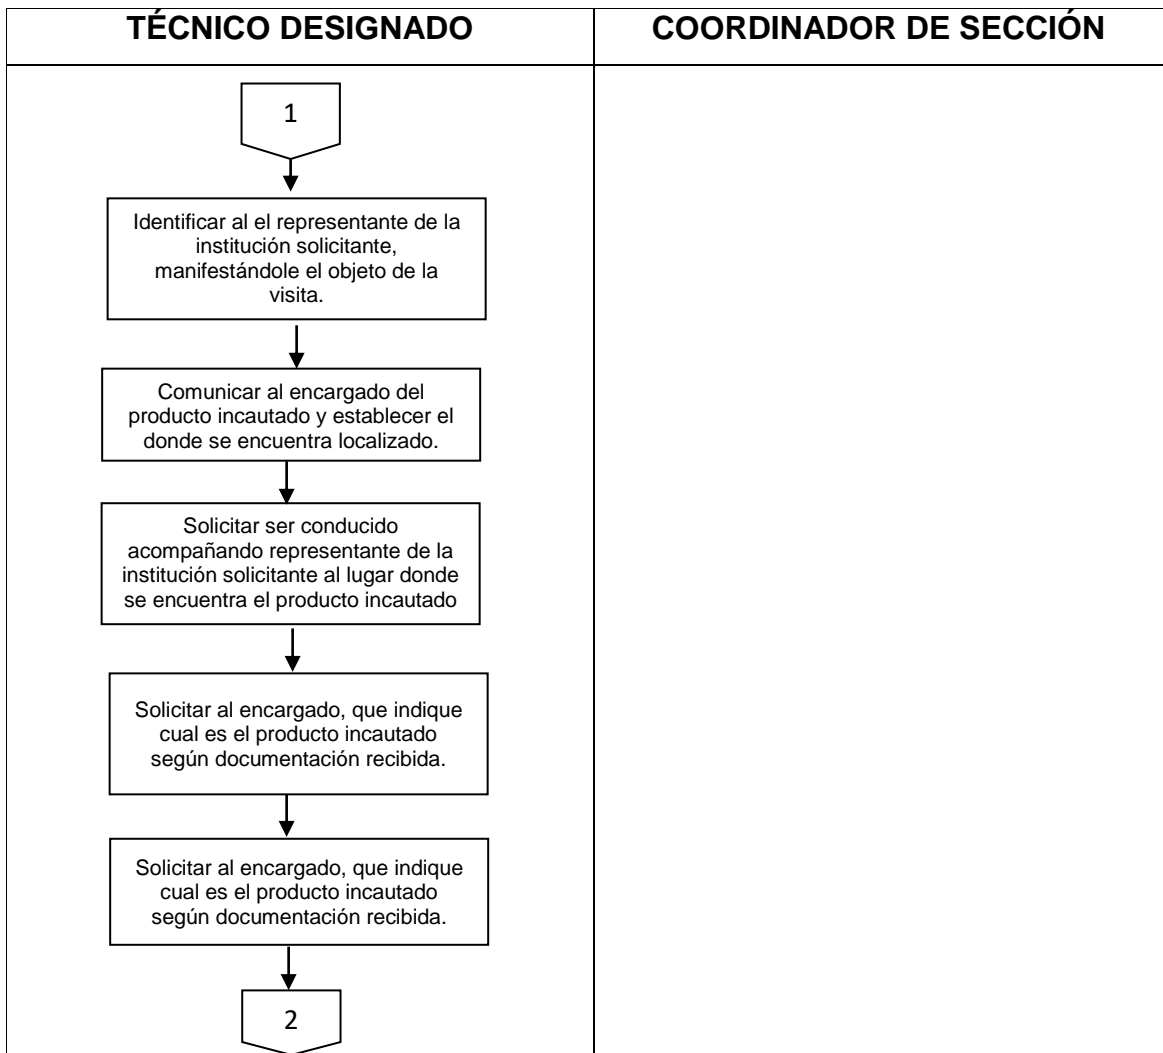 TÉCNICO DESIGNADO
COORDINADOR DE SECCIÓN
1
Identificar al el representante de la
institución solicitante,
manifestándole el objeto de la
visita.
Comunicar al encargado del
producto incautado y establecer el
donde se encuentra localizado.
Solicitar ser conducido
acompañando representante de la
institución solicitante al lugar donde
se encuentra el producto incautado
Solicitar al encargado, que indique
cual es el producto incautado
según documentación recibida.
Solicitar al encargado, que indique
cual es el producto incautado
según documentación recibida.
2